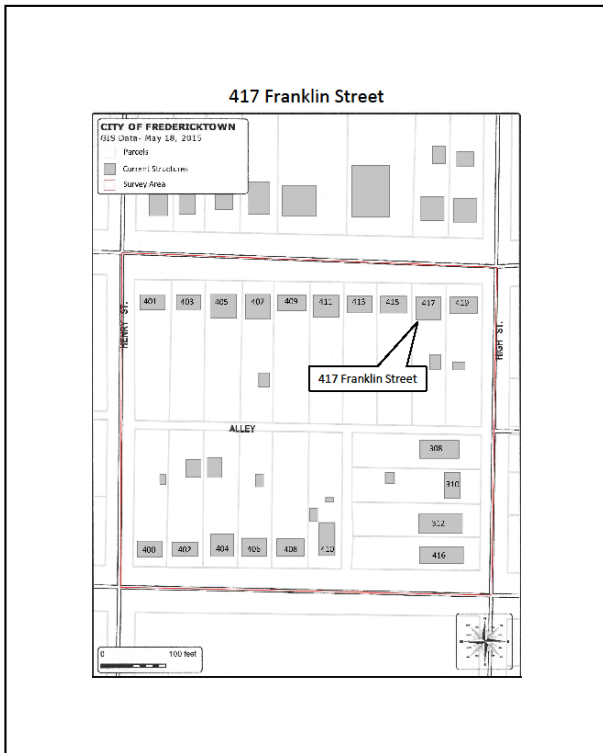 417 Franklin Street
CITY OF FREDERICKTOWN
GIS Data- May 18, 2015
Parcels
Current Structures
Survey Area
401 403 405 407 409 411 413 415 417 419
HENRY ST.
HIGH ST.
417 Franklin Street
ALLEY
308
310
312
400 402 404 406 408 410 416
0 100 feet